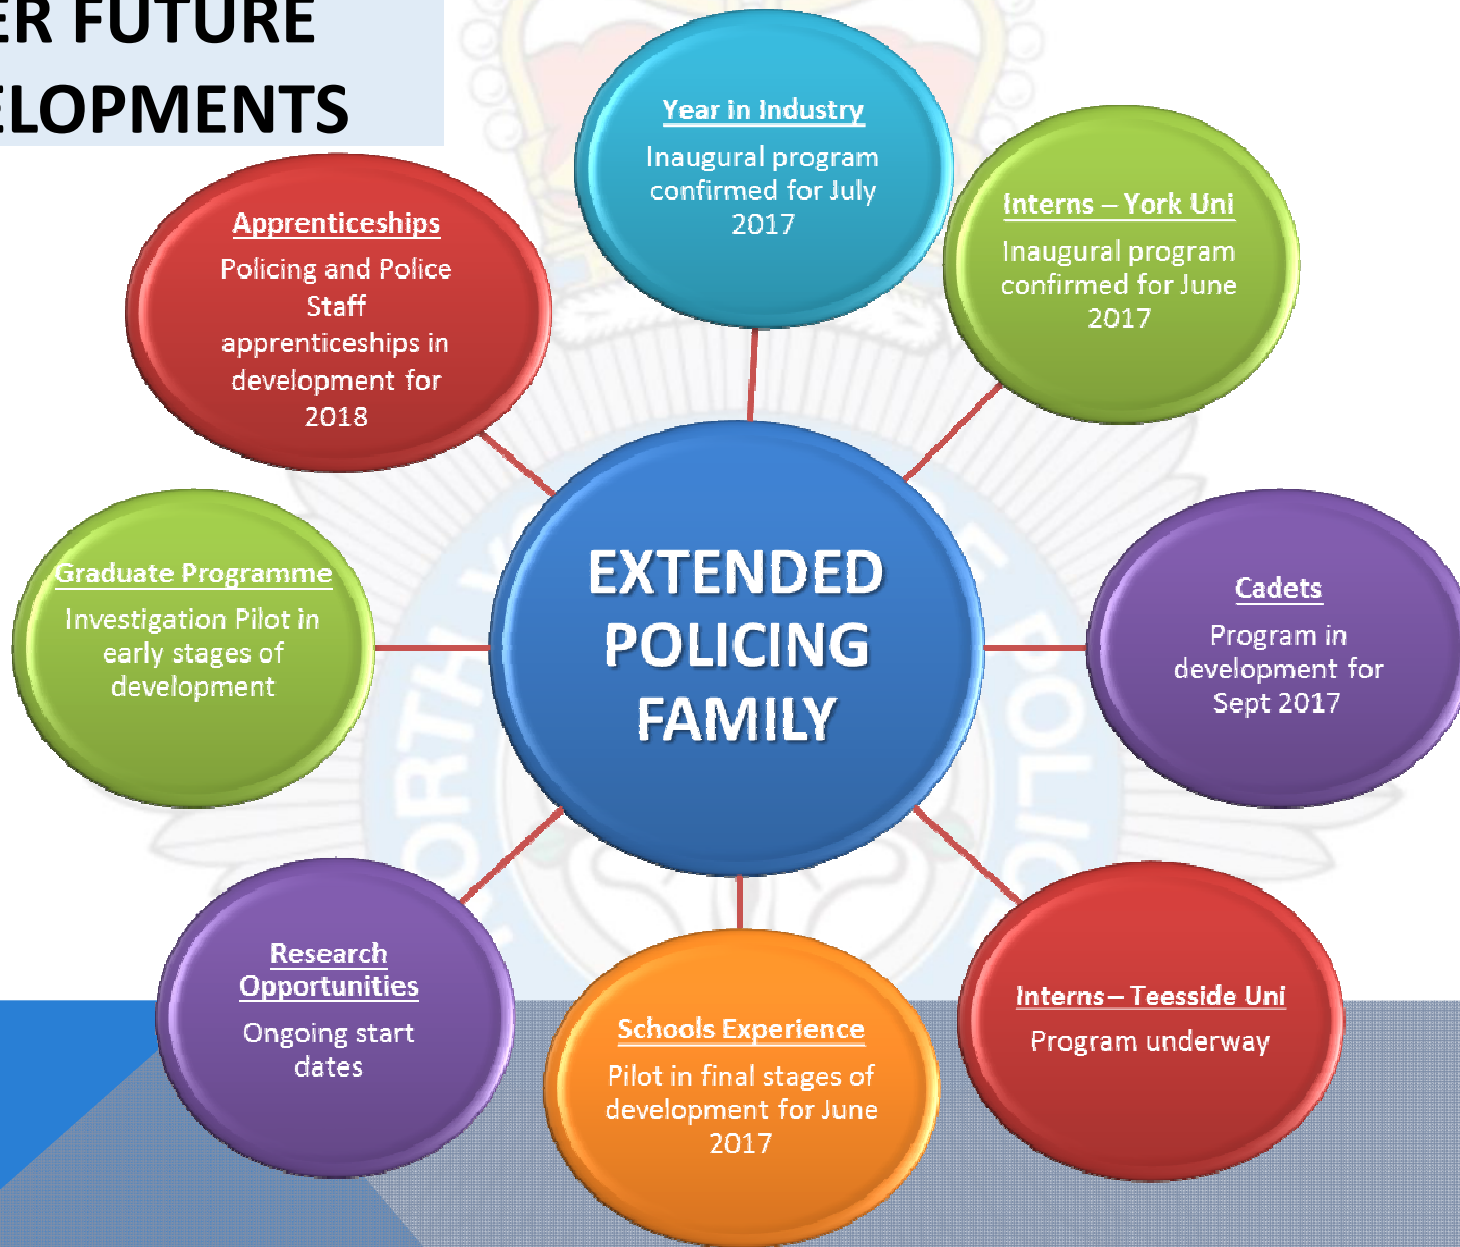 ER FUTURE
ELOPMENTS
Year in Industry
Inaugural program
confirmed for July
2017
Interns – York Uni
Inaugural program
confirmed for June
2017
Cadets
Program in
development for
Sept 2017
Interns – Teesside Uni
Program underway
Schools Experience
Pilot in final stages of
development for June
2017
Research
Opportunities
Ongoing start
dates
Graduate Programme
Investigation Pilot in
early stages of
development
Apprenticeships
Policing and Police
Staff
apprenticeships in
development for
2018
EXTENDED
POLICING
FAMILY